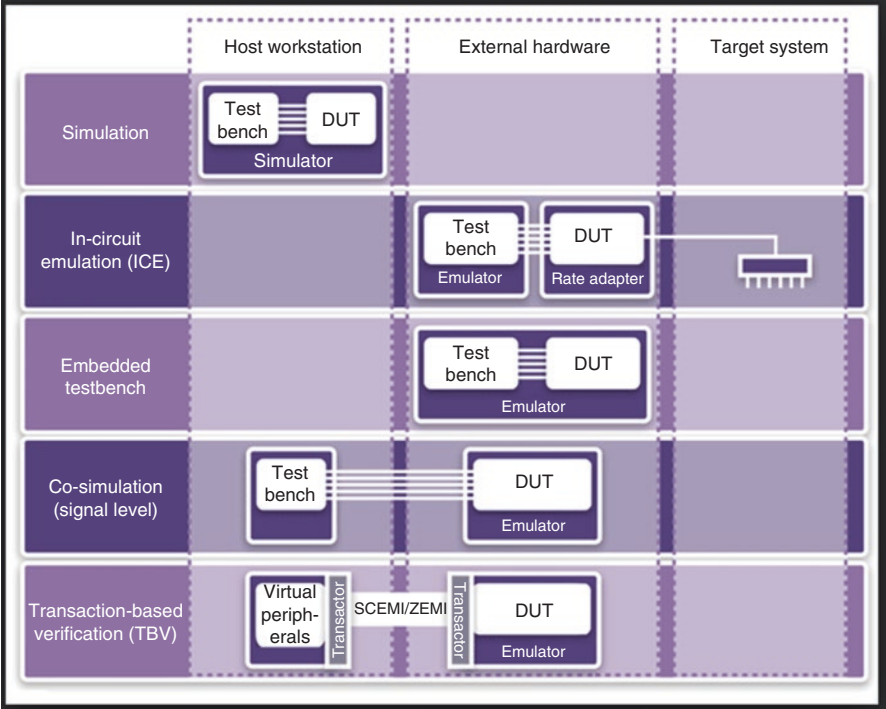 Host workstation
External hardware
Target system
Simulation
Test
bench
DUT
Simulator
In-circuit
emulation (ICE)
Test
bench
Emulator
DUT
Rate adapter
Embedded
testbench
Test
bench
DUT
Emulator
Co-simulation
(signal level)
Test
bench
DUT
Emulator
Transaction-based
verification (TBV)
Virtual
periph-
erals
Transactor
SCEMI/ZEMI
Transactor
DUT
Emulator